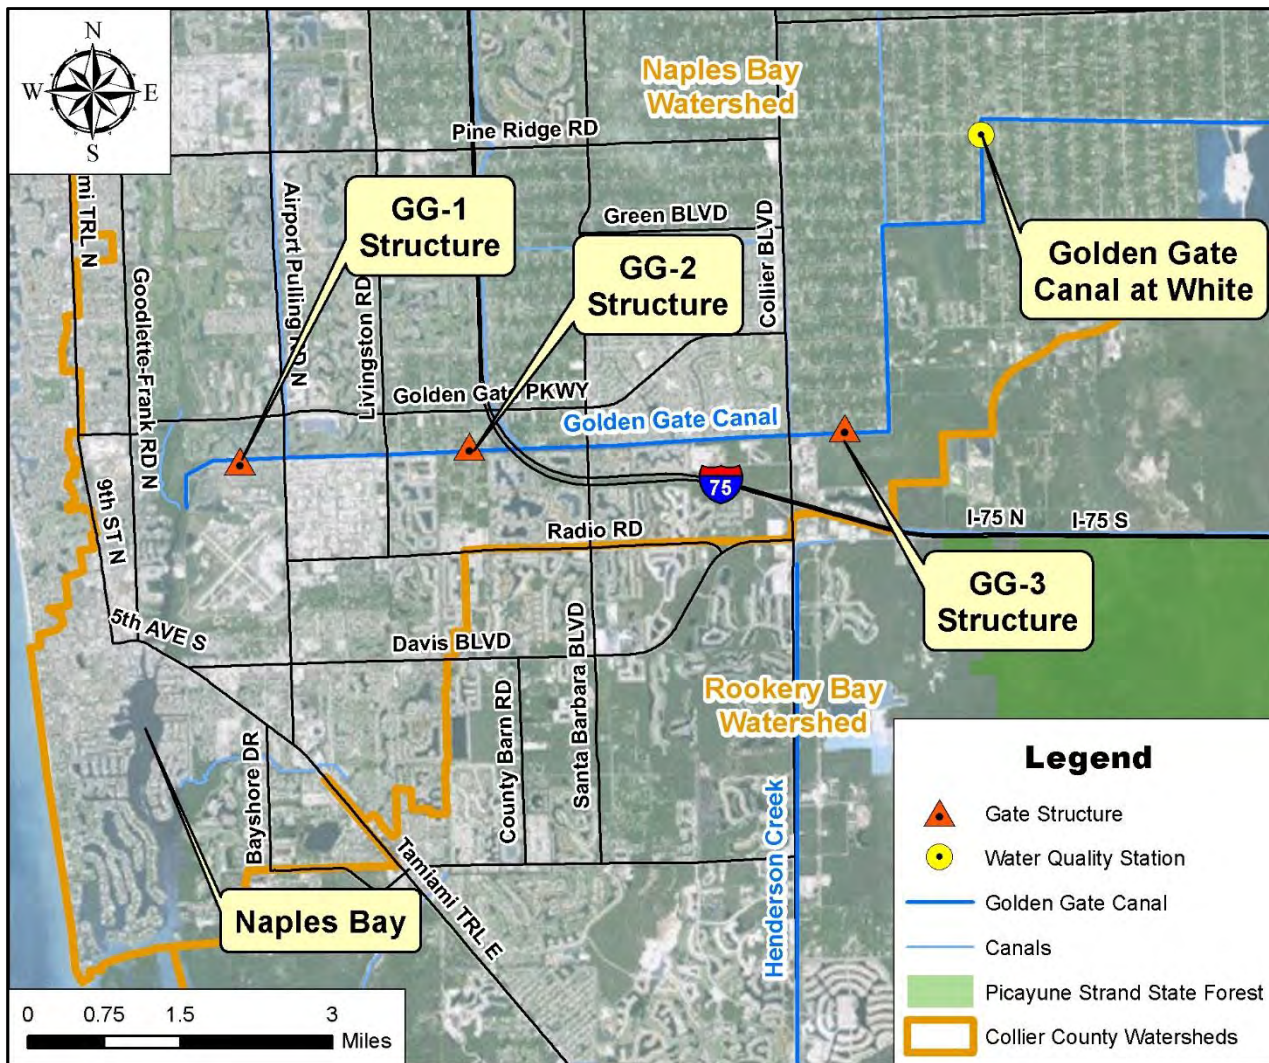 N
W
E
S
Naples Bay
Watershed
Pine Ridge RD
GG-1
Structure
Green BLVD
GG-2
Structure
Golden Gate
Canal at White
mi TRL N
Goodlette-Frank RD N
Airport Pulling RD N
Livingston RD
Collier BLVD
Golden Gate PKWY
Golden Gate Canal
75
9th ST N
Radio RD
I-75 N
I-75 S
GG-3
Structure
5th AVE S
Davis BLVD
County Barn RD
Santa Barbara BLVD
Rookery Bay
Watershed
Bayshore DR
Henderson Creek
Tamiami TRL E
Naples Bay
Legend
Gate Structure
Water Quality Station
Golden Gate Canal
Canals
Picayune Strand State Forest
Collier County Watersheds
0 0.75 1.5 3
Miles